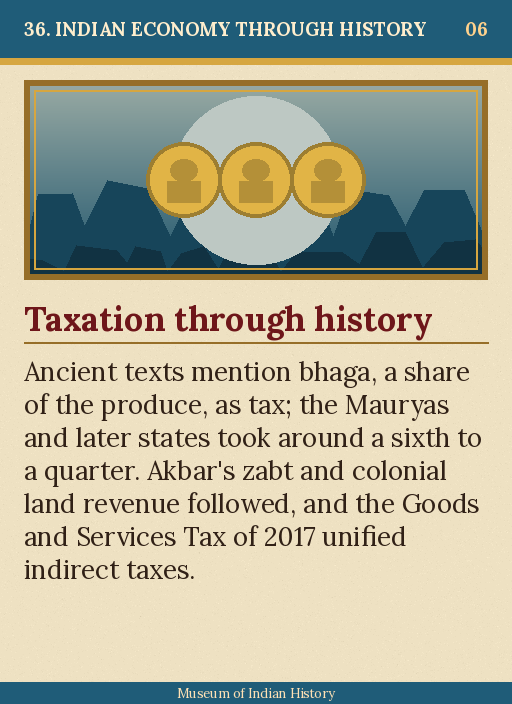 36. INDIAN ECONOMY THROUGH HISTORY 06
Taxation through history
Ancient texts mention bhaga, a share
of the produce, as tax; the Mauryas
and later states took around a sixth to
a quarter. Akbar's zabt and colonial
land revenue followed, and the Goods
and Services Tax of 2017 unified
indirect taxes.
Museum of Indian History